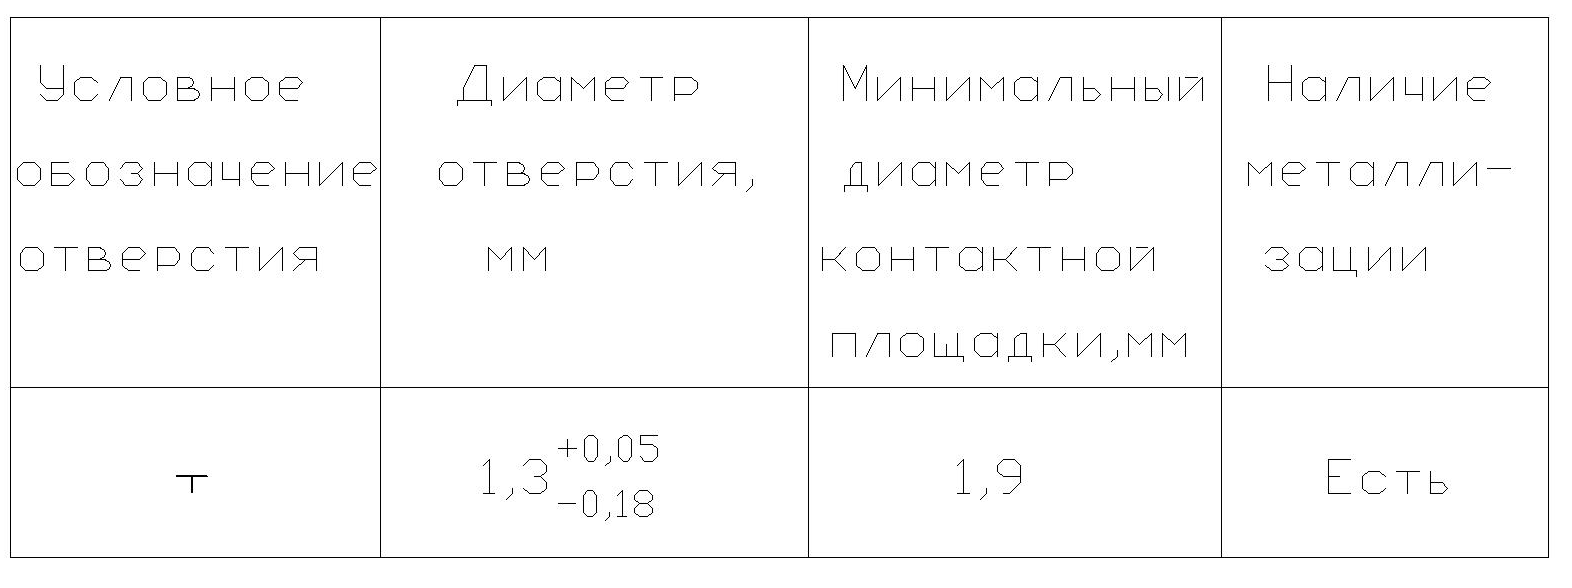 Условное
обозначение
отверстия
Диаметр
отверстия,
мм
Минимальный
диаметр
контактной
площадки,мм
Наличие
металли-
зации
т
1,3 +0,05 -0,18
1,9
Есть